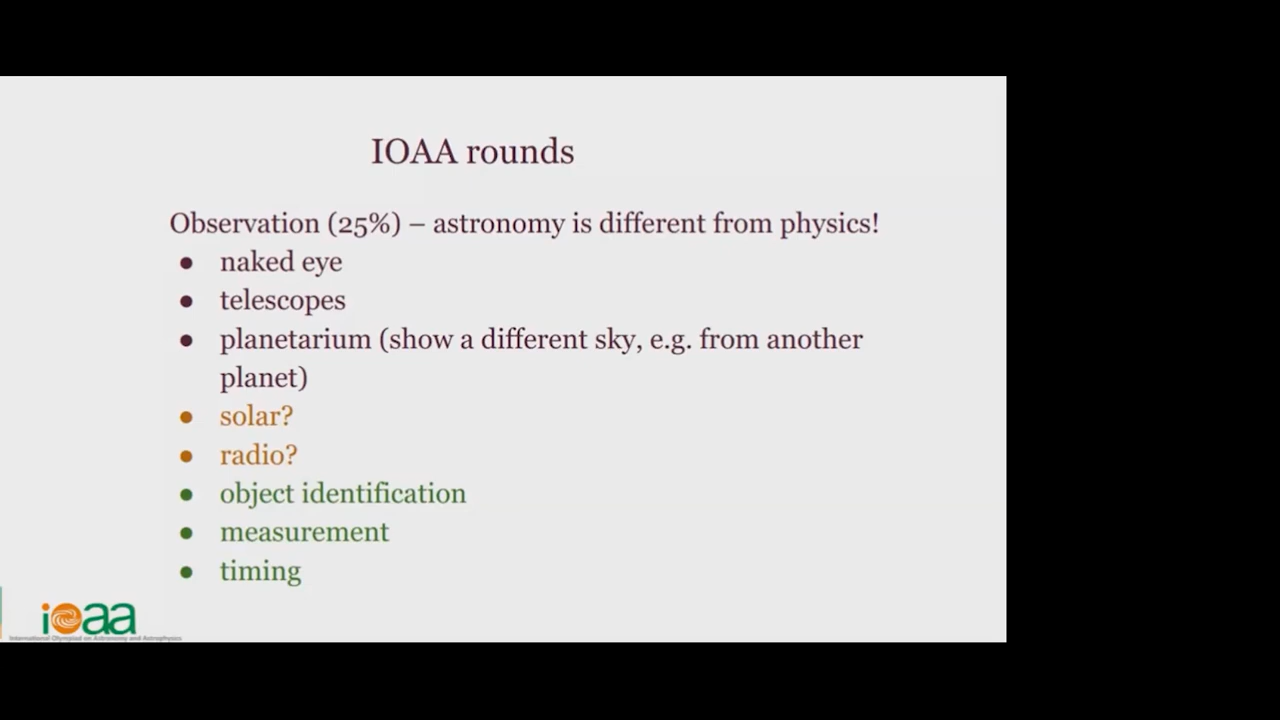 IOAA rounds
Observation (25%) – astronomy is different from physics!
● naked eye
● telescopes
● planetarium (show a different sky, e.g. from another
planet)
● solar?
● radio?
● object identification
● measurement
● timing
ioaa
International Olympiad on Astronomy and Astrophysics